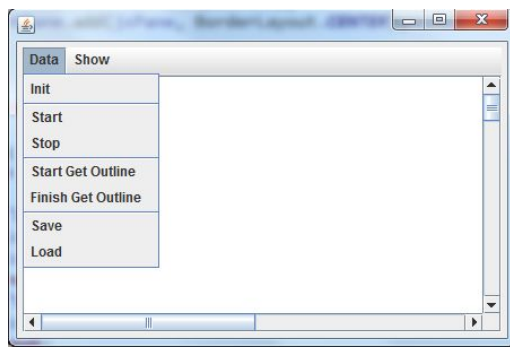 Data Show
Init
Start
Stop
Start Get Outline
Finish Get Outline
Save
Load